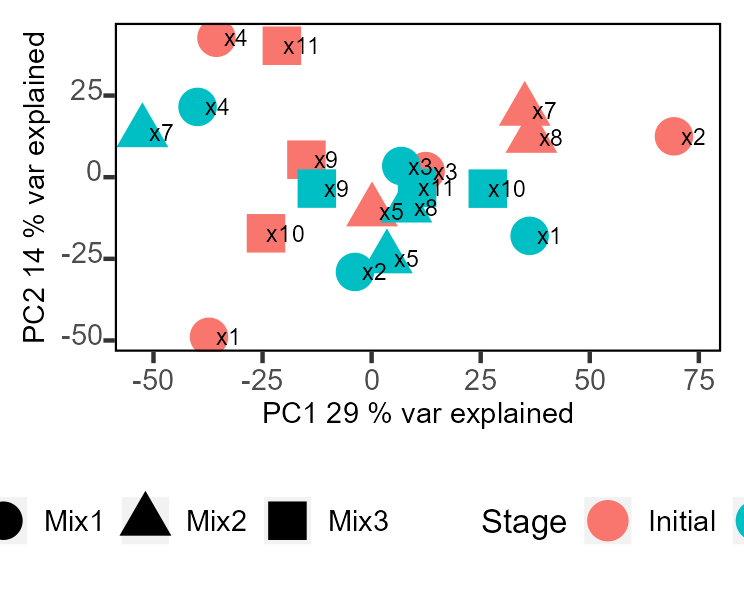 PC2 14 % var explained
25
0
-25
-50
x4
x11
x4
x7
x7
x8
x2
x9
x3
x3
x9
x11
x10
x8
x5
x10
x1
x5
x2
x1
-50 -25 0 25 50 75
PC1 29 % var explained
Mix1 Mix2 Mix3 Stage Initial